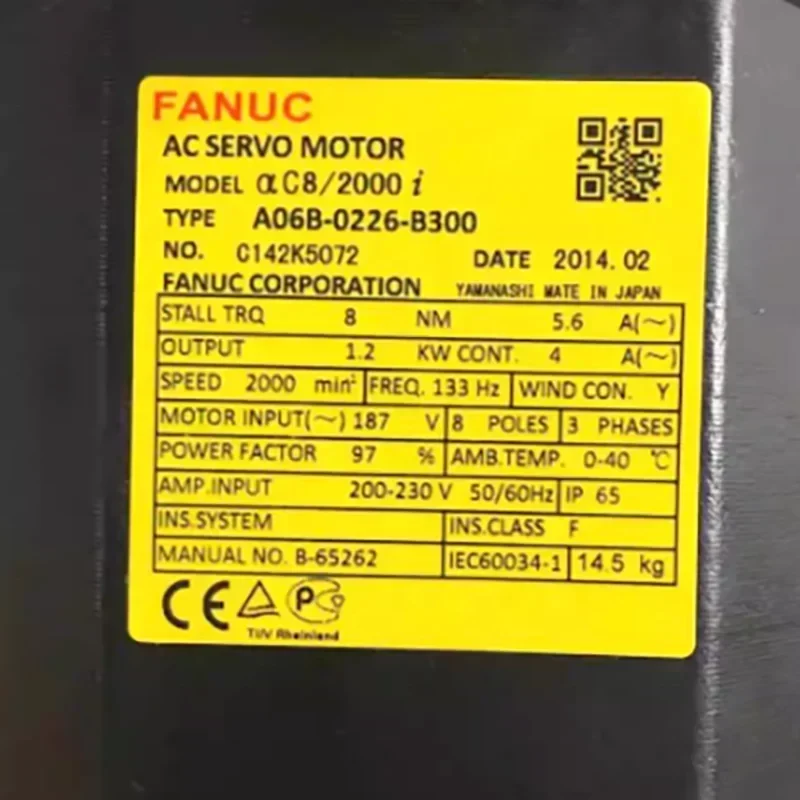 FANUC
AC SERVO MOTOR
MODEL αC8/2000 i
TYPE A06B-0226-B300
NO. C142K5072 DATE 2014.02
FANUC CORPORATION YAMANASHI MATE IN JAPAN
STALL TRQ 8 NM 5.6 A(～)
OUTPUT 1.2 KW CONT. 4 A(～)
SPEED 2000 min⁻¹ FREQ. 133 Hz WIND CON. Y
MOTOR INPUT(～) 187 V 8 POLES 3 PHASES
POWER FACTOR 97 % AMB.TEMP. 0-40 ℃
AMP.INPUT 200-230 V 50/60Hz IP 65
INS.SYSTEM INS.CLASS F
MANUAL NO. B-65262 IEC60034-1 14.5 kg
CE
TUV Rheinland